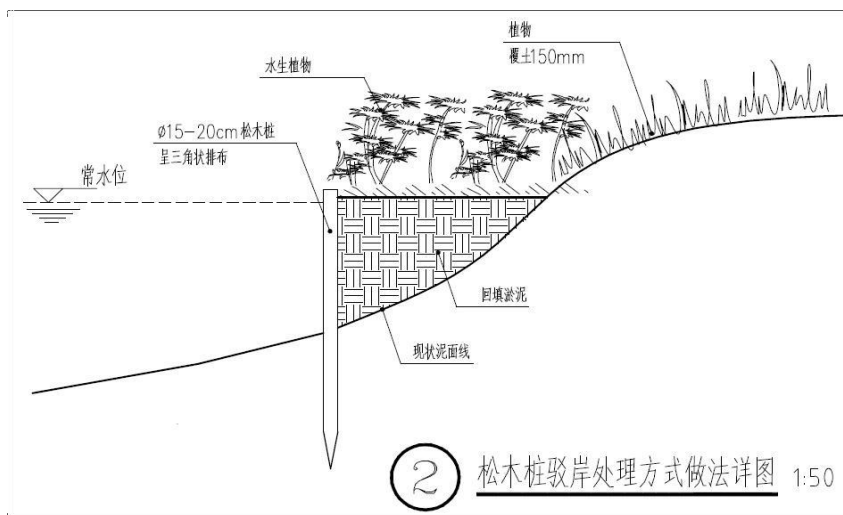 植物
覆土150mm
水生植物
ø15-20cm松木桩
呈三角状排布
常水位
回填淤泥
现状泥面线
2
松木桩驳岸处理方式做法详图 1:50